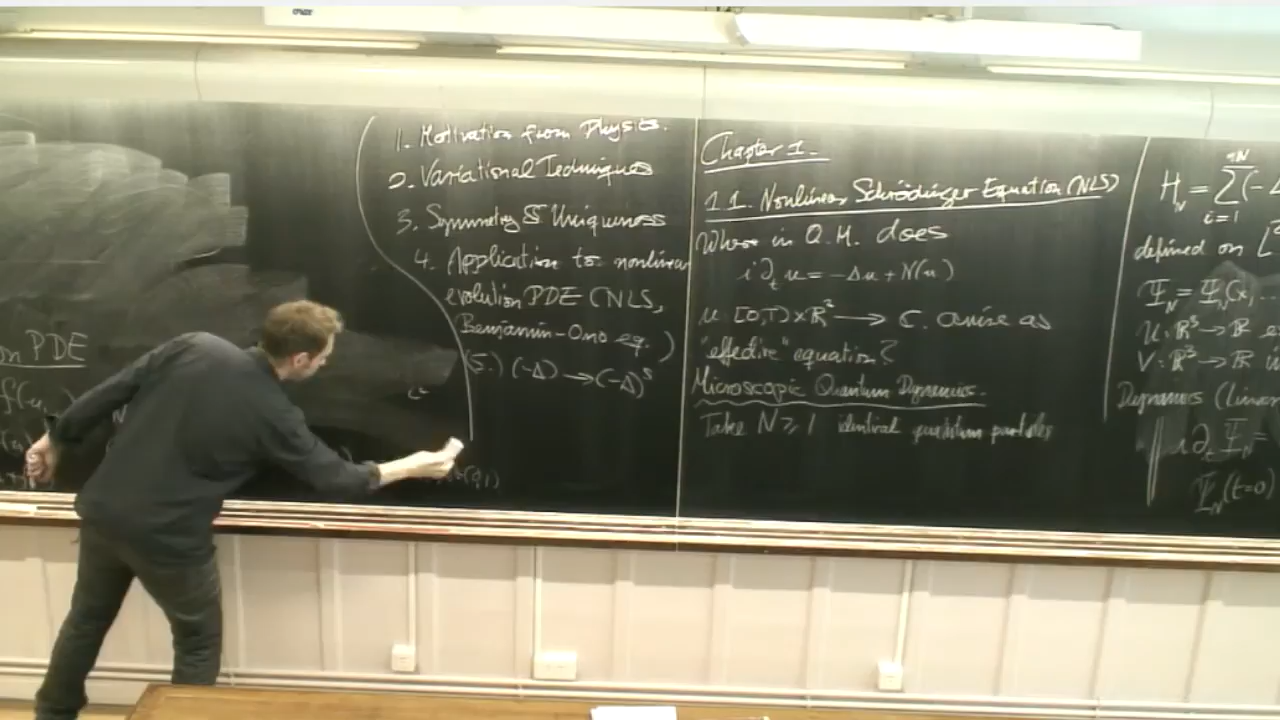 on PDE
1. Motivation from Physics.
2. Variational Techniques
3. Symmetry & Uniqueness
4. Application to nonlinear
evolution PDE (NLS,
Benjamin-Ono eq.)
(5.) (-Δ) → (-Δ)^s
Chapter 1.
1.1. Nonlinear Schrödinger Equation (NLS)
Where in Q.M. does
i∂_t u = -Δu + N(u)
u: [0,T) × ℝ^d → ℂ. arise as
"effective" equation?
Microscopic Quantum Dynamics.
Take N ≥ 1 identical quantum particles
H_N = Σ_{i=1}^N (-Δ
defined on L^2
Ψ_N = Ψ_N(x_1, ...
U: ℝ^3 → ℝ
V: ℝ^3 → ℝ
Dynamics (linear
i∂_t Ψ_N =
Ψ_N(t=0)